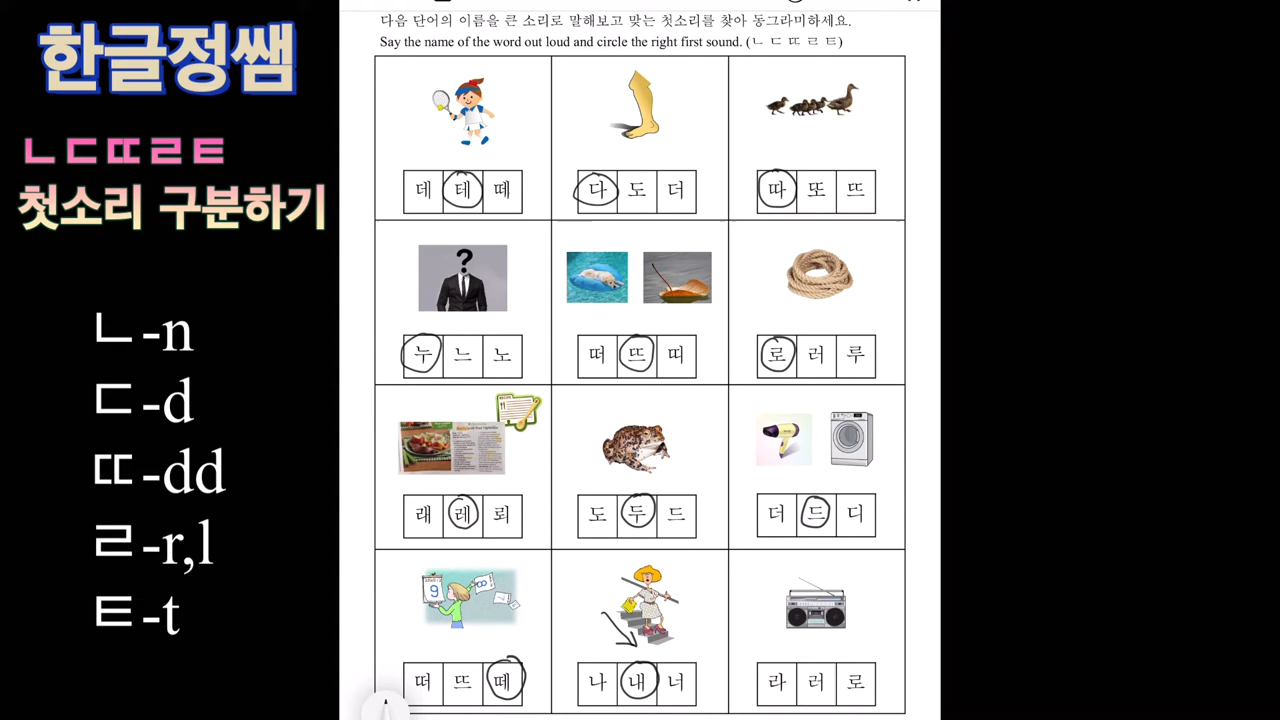 한글정쌤
ㄴㄷㄸㄹㅌ
첫소리 구분하기
ㄴ-n
ㄷ-d
ㄸ-dd
ㄹ-r,l
ㅌ-t
다음 단어의 이름을 큰 소리로 말해보고 맞는 첫소리를 찾아 동그라미하세요.
Say the name of the word out loud and circle the right first sound. (ㄴ ㄷ ㄸ ㄹ ㅌ)
데 테 떼
다 도 더
따 또 뜨
?
누 느 노
떠 뜨 띠
로 러 루
래 레 뢰
도 두 드
더 드 디
9
8
떠 뜨 떼
나 내 너
라 러 로